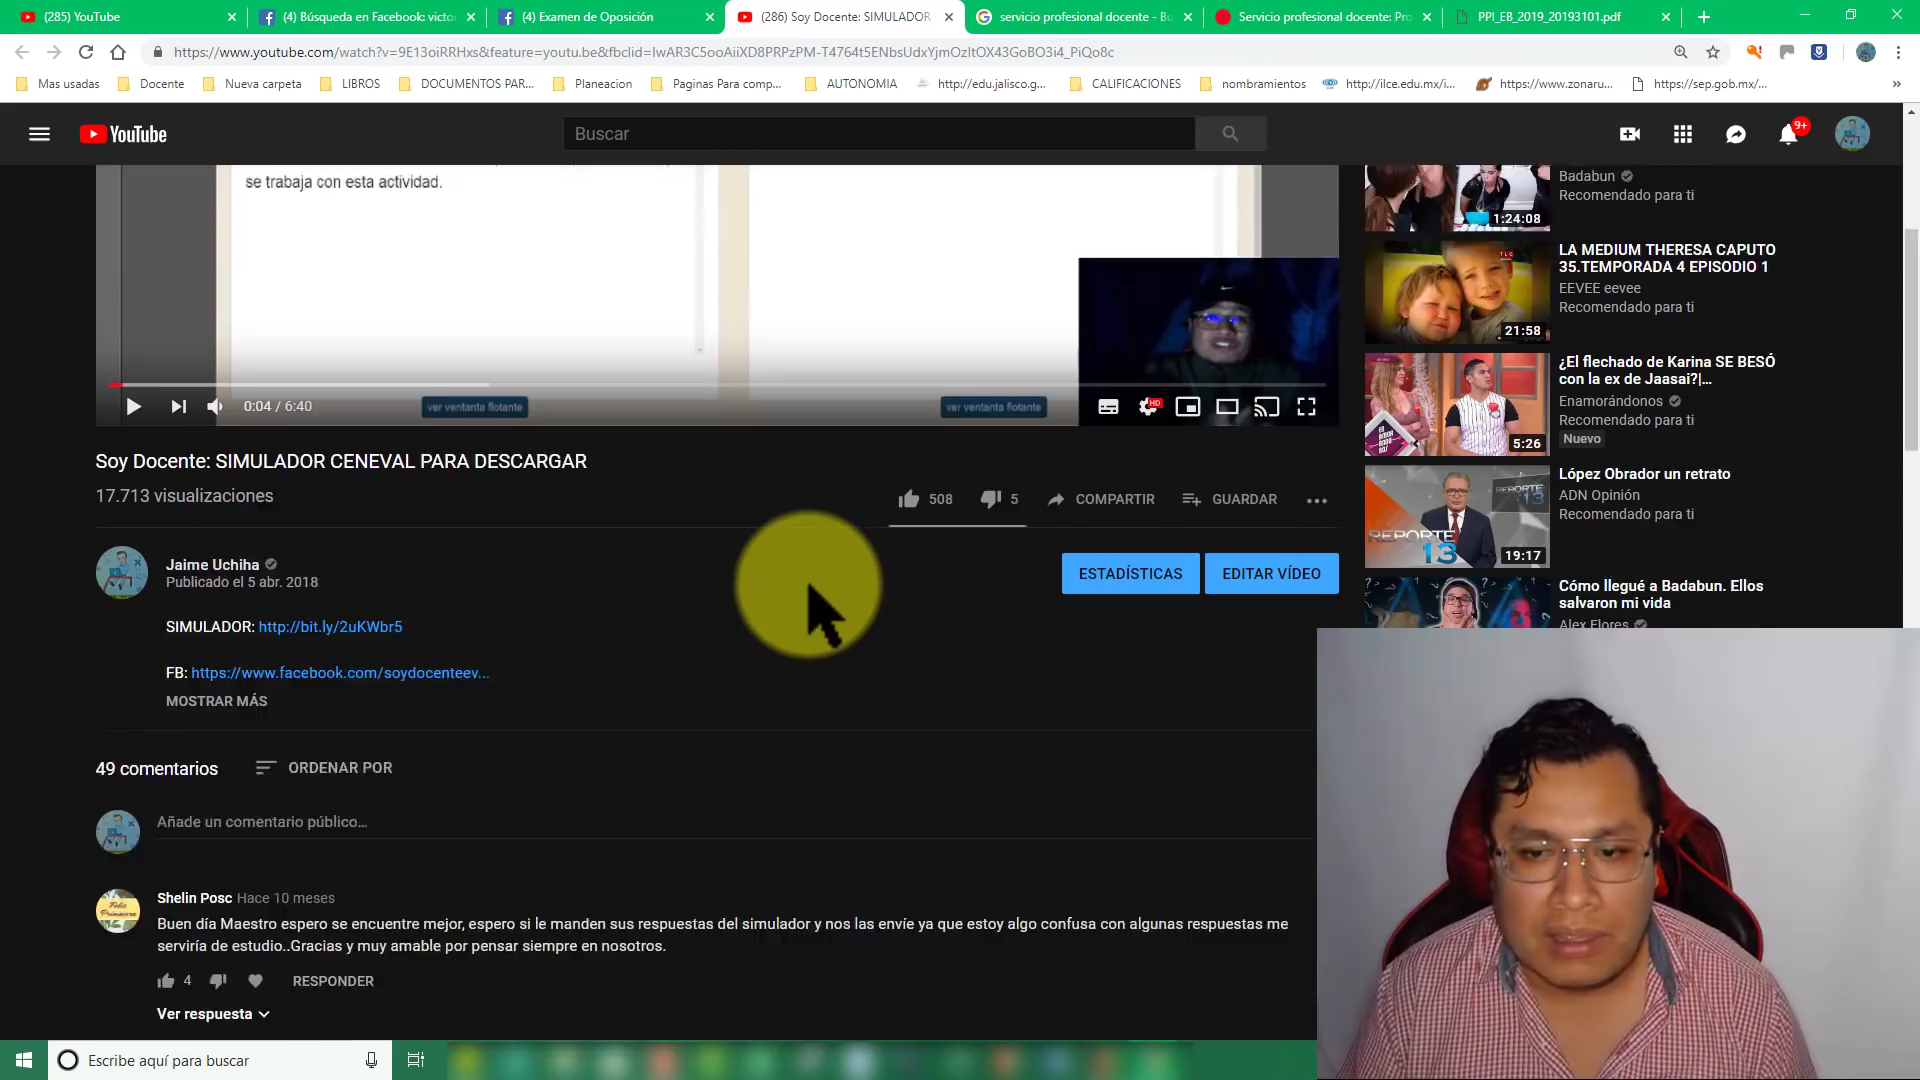 (285) YouTube
(4) Búsqueda en Facebook: victo
(4) Examen de Oposición
(286) Soy Docente: SIMULADOR
servicio profesional docente - Bu
Servicio profesional docente: Pro
PPI_EB_2019_20193101.pdf
https://www.youtube.com/watch?v=9E13oiRRHxs&feature=youtu.be&fbclid=IwAR3C5ooAiiXD8PRPzPM-T4764t5ENbsUdxYjmOzItOX43GoBO3i4_PiQo8c
Mas usadas
Docente
Nueva carpeta
LIBROS
DOCUMENTOS PAR...
Planeacion
Paginas Para comp...
AUTONOMIA
http://edu.jalisco.g...
CALIFICACIONES
nombramientos
http://ilce.edu.mx/i...
https://www.zonaru...
https://sep.gob.mx/...
»
YouTube
Buscar
9+
se trabaja con esta actividad.
0:04 / 6:40
ver ventanta flotante
ver ventanta flotante
HD
Soy Docente: SIMULADOR CENEVAL PARA DESCARGAR
17.713 visualizaciones
508
5
COMPARTIR
GUARDAR
Jaime Uchiha
Publicado el 5 abr. 2018
ESTADÍSTICAS
EDITAR VÍDEO
SIMULADOR: http://bit.ly/2uKWbr5
FB: https://www.facebook.com/soydocenteev...
MOSTRAR MÁS
49 comentarios
ORDENAR POR
Añade un comentario público...
Shelin Posc Hace 10 meses
Buen día Maestro espero se encuentre mejor, espero si le manden sus respuestas del simulador y nos las envíe ya que estoy algo confusa con algunas respuestas me
serviría de estudio..Gracias y muy amable por pensar siempre en nosotros.
4
RESPONDER
Ver respuesta
Badabun
Recomendado para ti
1:24:08
LA MEDIUM THERESA CAPUTO
35.TEMPORADA 4 EPISODIO 1
EEVEE eevee
Recomendado para ti
TLC
21:58
¿El flechado de Karina SE BESÓ
con la ex de Jaasai?|...
Enamorándonos
Recomendado para ti
Nuevo
5:26
López Obrador un retrato
ADN Opinión
Recomendado para ti
REPORTE
13
19:17
Cómo llegué a Badabun. Ellos
salvaron mi vida
Alex Flores
Escribe aquí para buscar